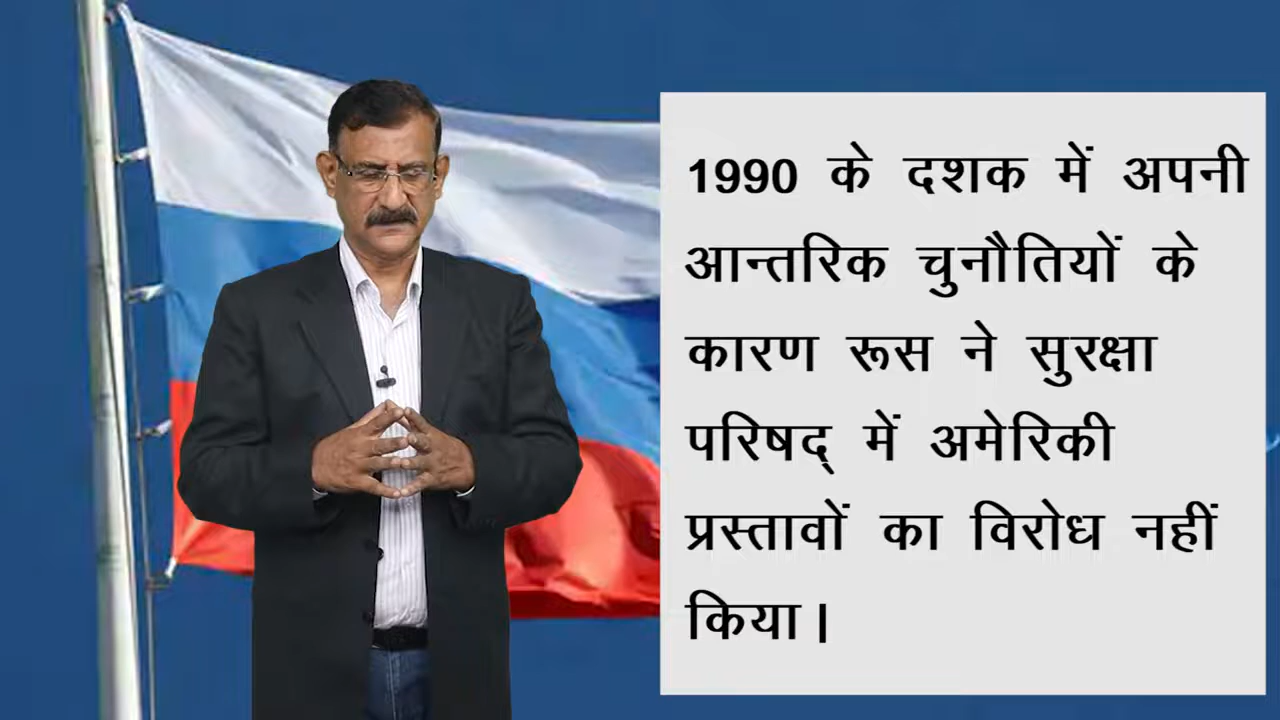 1990 के दशक में अपनी
आन्तरिक चुनौतियों के
कारण रूस ने सुरक्षा
परिषद् में अमेरिकी
प्रस्तावों का विरोध नहीं
किया।